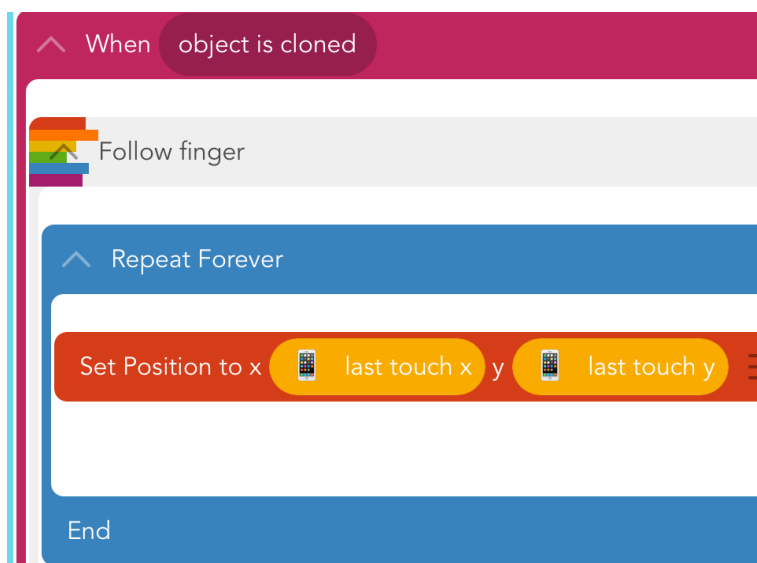 When object is cloned
Follow finger
Repeat Forever
Set Position to x last touch x y last touch y
End